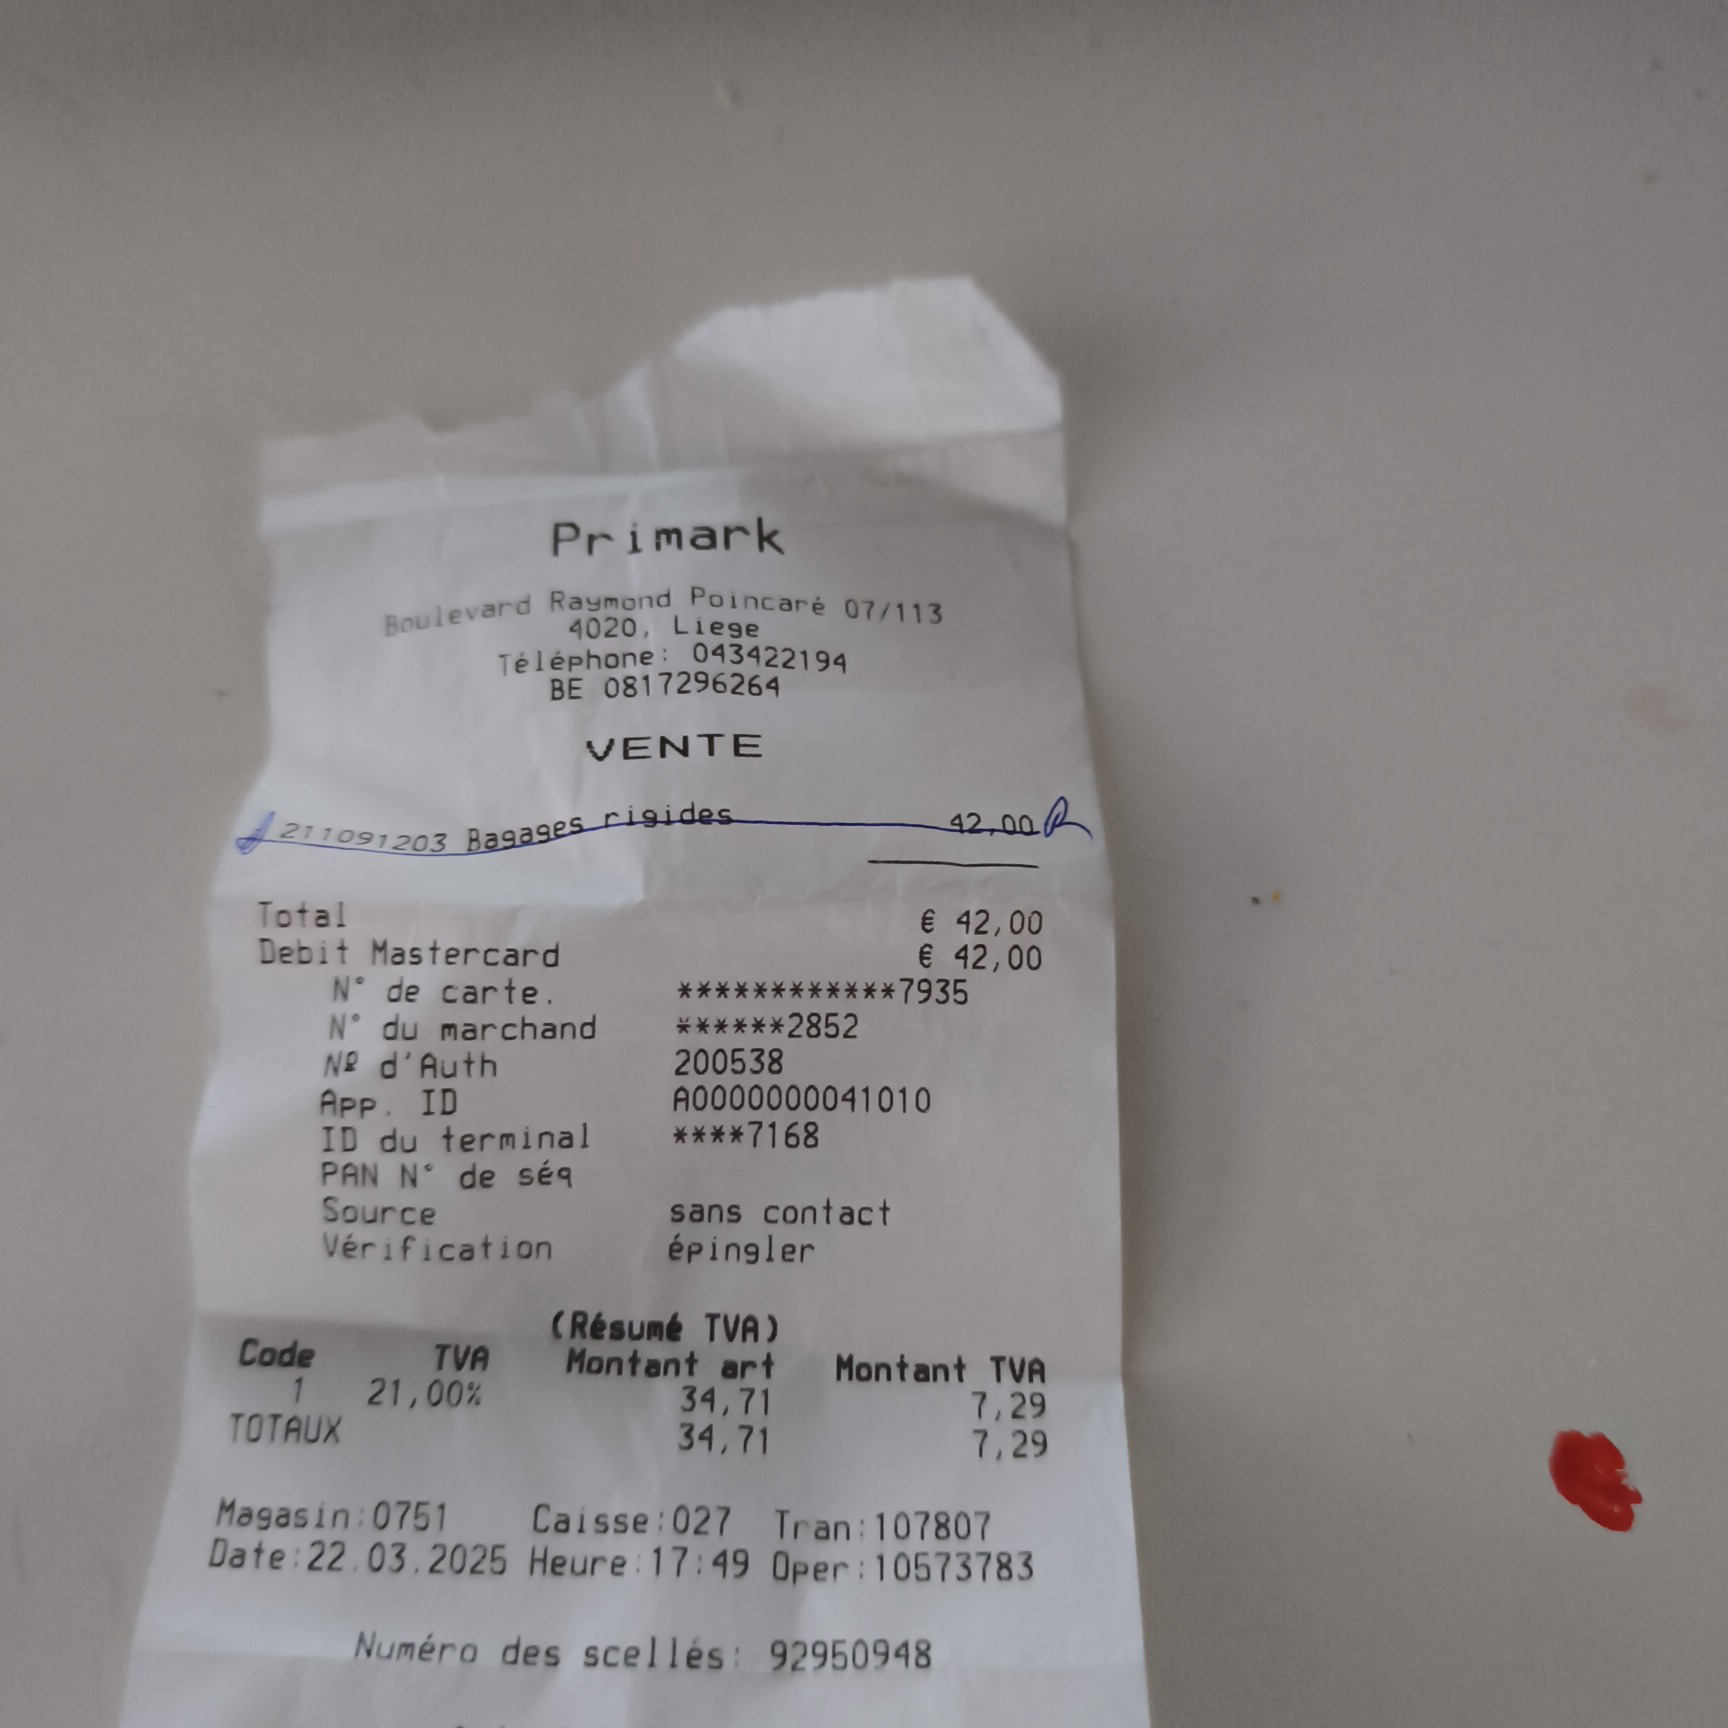 Primark
Boulevard Raymond Poincaré 07/113
4020, Liege
Téléphone: 043422194
BE 0817296264
VENTE
211091203 Bagages rigides 42,00
Total € 42,00
Debit Mastercard € 42,00
N° de carte. ************7935
N° du marchand ******2852
Nº d'Auth 200538
App. ID A0000000041010
ID du terminal ****7168
PAN N° de séq
Source sans contact
Vérification épingler
(Résumé TVA)
Code TVA Montant art Montant TVA
1 21,00% 34,71 7,29
TOTAUX 34,71 7,29
Magasin:0751 Caisse:027 Tran:107807
Date:22.03.2025 Heure:17:49 Oper:10573783
Numéro des scellés: 92950948